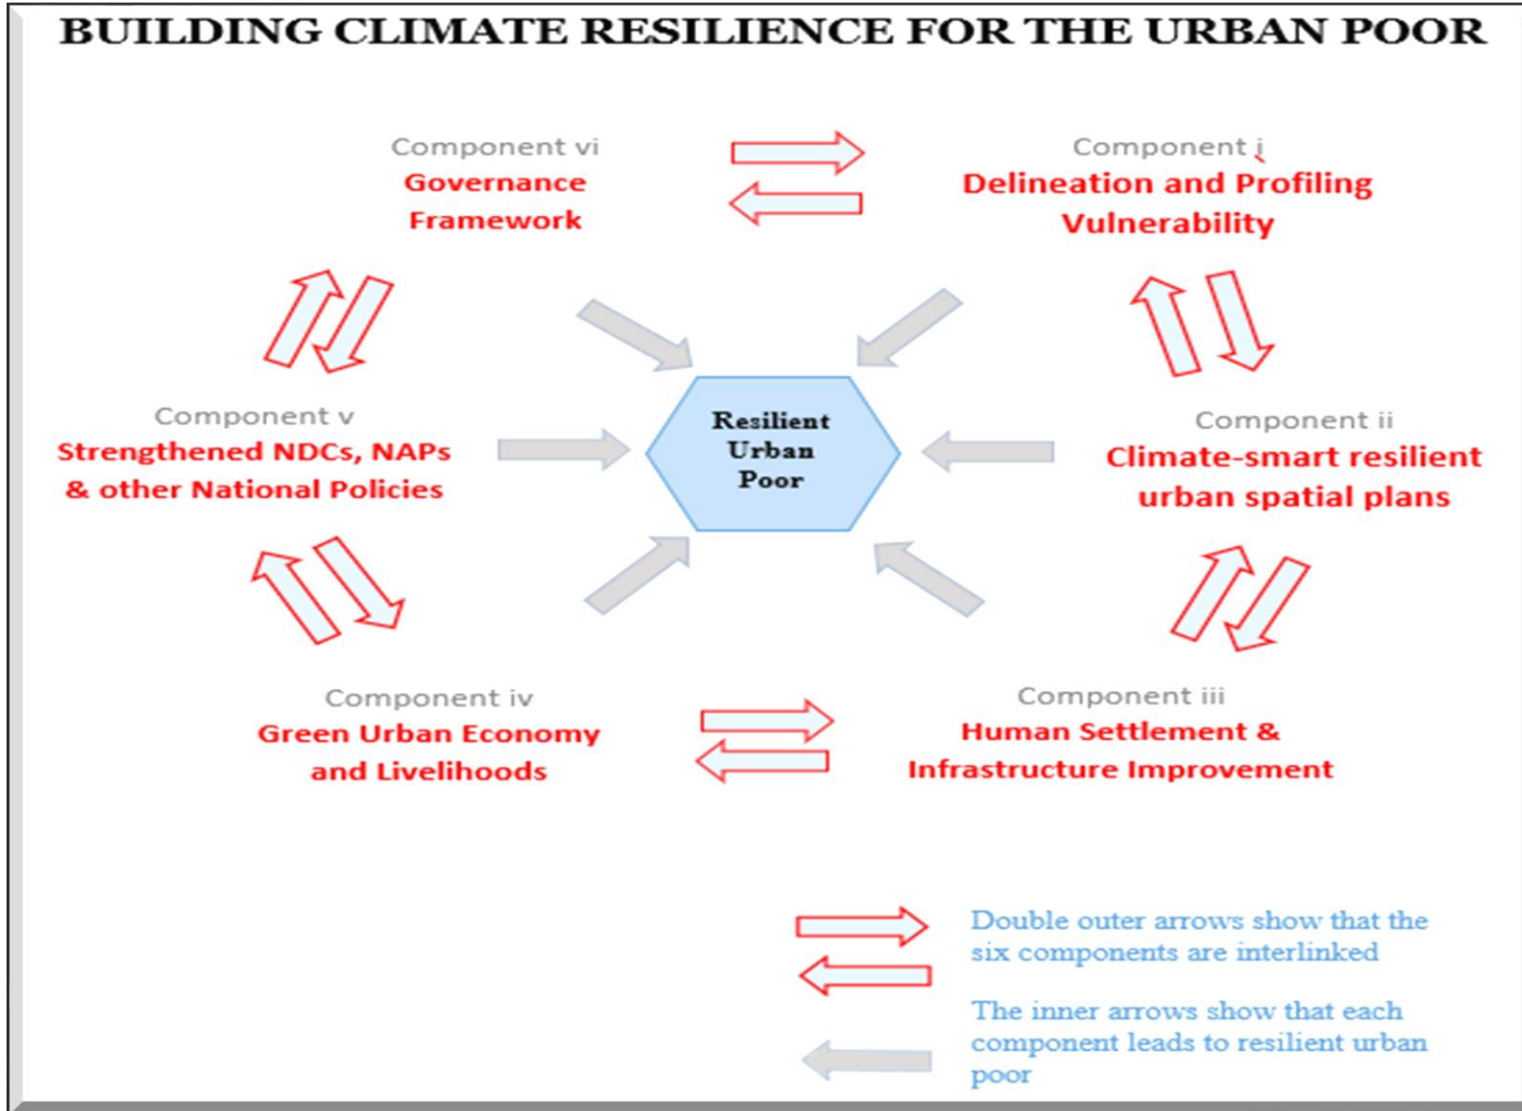 BUILDING CLIMATE RESILIENCE FOR THE URBAN POOR
Component vi
Governance
Framework
Component i
Delineation and Profiling
Vulnerability
Component v
Strengthened NDCs, NAPs
& other National Policies
Resilient
Urban
Poor
Component ii
Climate-smart resilient
urban spatial plans
Component iv
Green Urban Economy
and Livelihoods
Component iii
Human Settlement &
Infrastructure Improvement
Double outer arrows show that the
six components are interlinked
The inner arrows show that each
component leads to resilient urban
poor